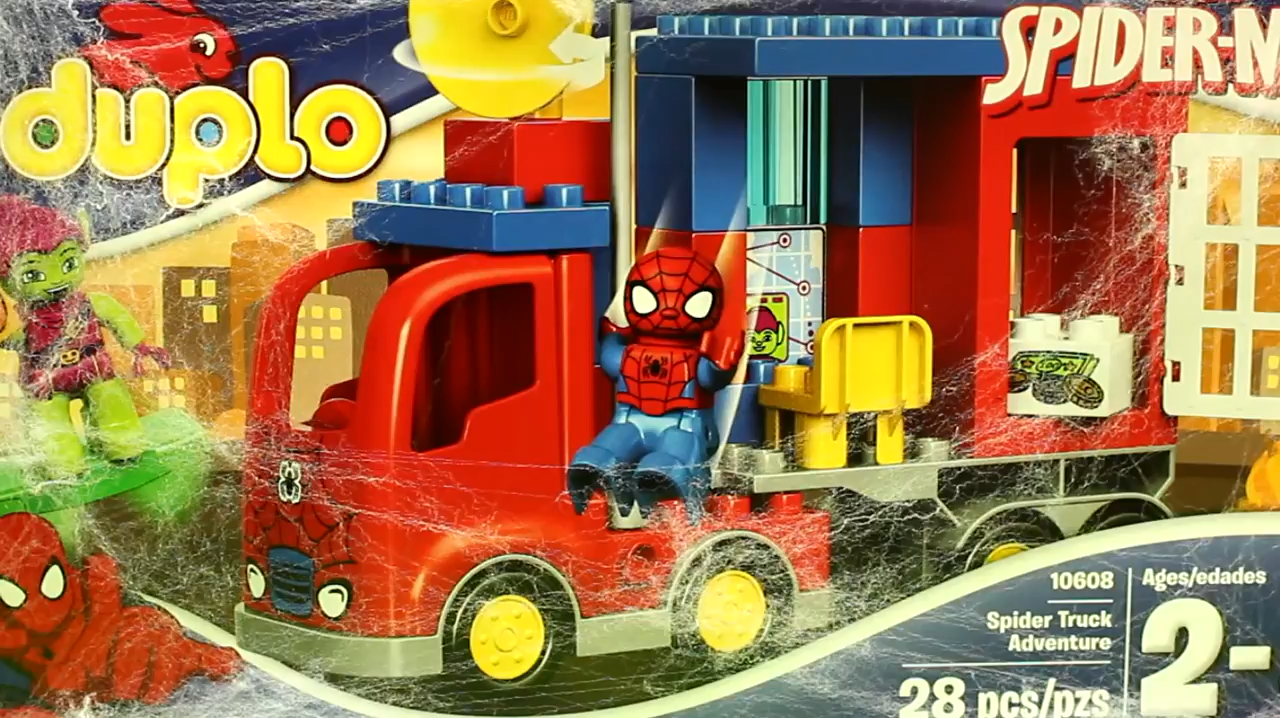 duplo
SPIDER-M
10608
Spider Truck
Adventure
28 pcs/pzs
Ages/edades
2-